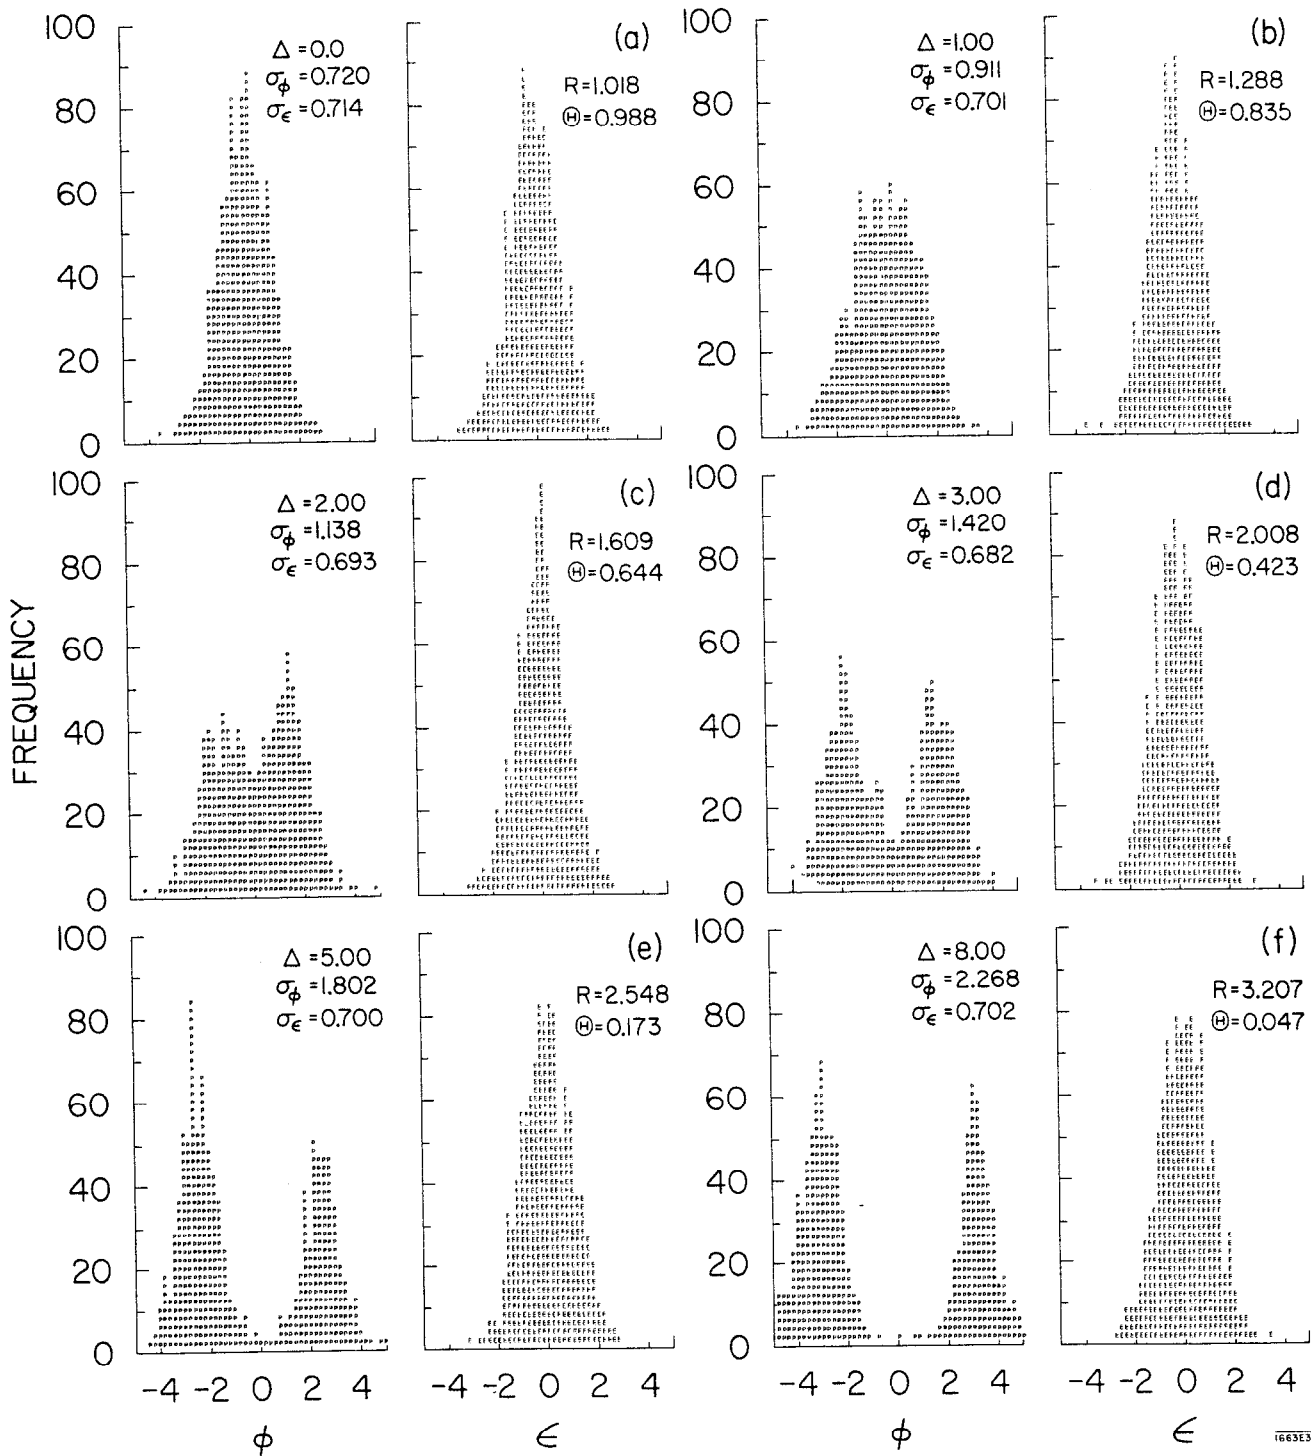 FREQUENCY
100
80
60
40
20
0
Δ = 0.0
σϕ = 0.720
σϵ = 0.714
(a)
R = 1.018
Ⓗ = 0.988
100
80
60
40
20
0
Δ = 1.00
σϕ = 0.911
σϵ = 0.701
(b)
R = 1.288
Ⓗ = 0.835
100
80
60
40
20
0
Δ = 2.00
σϕ = 1.138
σϵ = 0.693
(c)
R = 1.609
Ⓗ = 0.644
100
80
60
40
20
0
Δ = 3.00
σϕ = 1.420
σϵ = 0.682
(d)
R = 2.008
Ⓗ = 0.423
100
80
60
40
20
0
Δ = 5.00
σϕ = 1.802
σϵ = 0.700
(e)
R = 2.548
Ⓗ = 0.173
100
80
60
40
20
0
Δ = 8.00
σϕ = 2.268
σϵ = 0.702
(f)
R = 3.207
Ⓗ = 0.047
-4 -2 0 2 4
-4 -2 0 2 4
-4 -2 0 2 4
-4 -2 0 2 4
ϕ
ϵ
ϕ
ϵ
1663E3